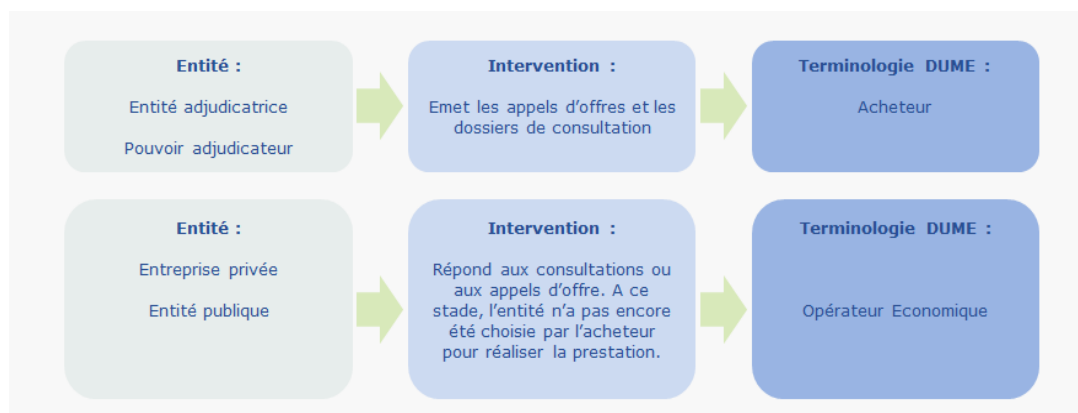 Entité :
Entité adjudicatrice
Pouvoir adjudicateur
Intervention :
Emet les appels d'offres et les
dossiers de consultation
Terminologie DUME :
Acheteur
Entité :
Entreprise privée
Entité publique
Intervention :
Répond aux consultations ou
aux appels d'offre. A ce
stade, l'entité n'a pas encore
été choisie par l'acheteur
pour réaliser la prestation.
Terminologie DUME :
Opérateur Economique